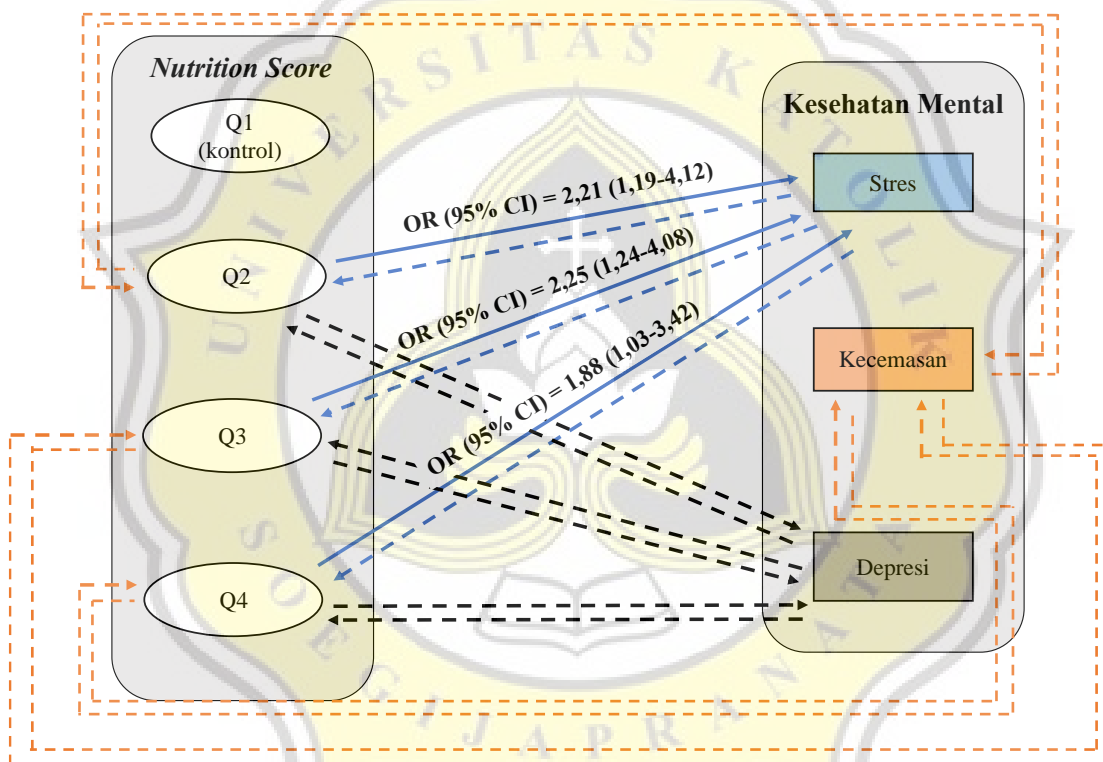 Nutrition Score
Q1
(kontrol)
Q2
Q3
Q4
OR (95% CI) = 2,21 (1,19-4,12)
OR (95% CI) = 2,25 (1,24-4,08)
OR (95% CI) = 1,88 (1,03-3,42)
Kesehatan Mental
Stres
Kecemasan
Depresi
UNIVERSITAS KATOLIK
SOEGIJAPRANATA